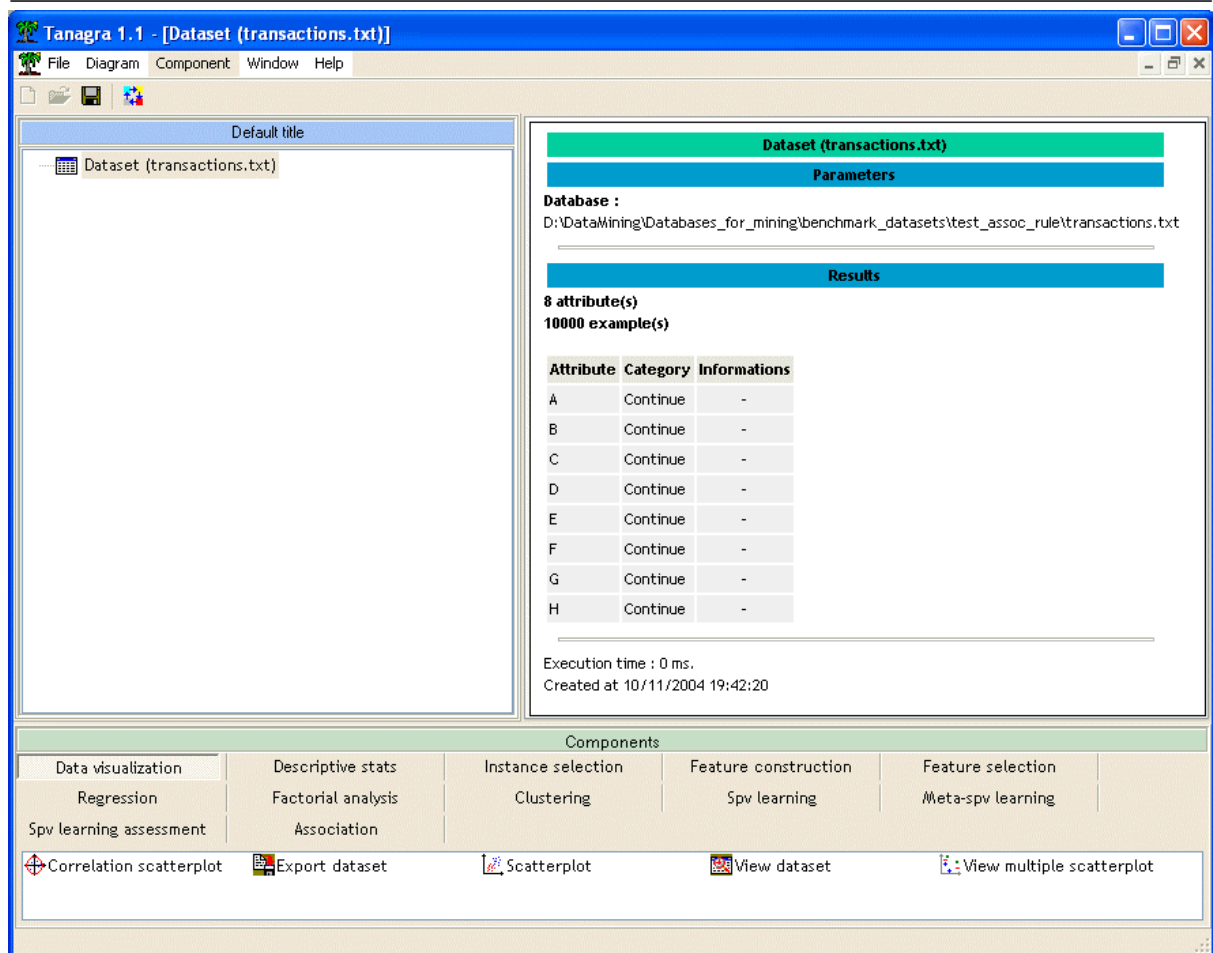 Tanagra 1.1 - [Dataset (transactions.txt)]
File Diagram Component Window Help
Default title
Dataset (transactions.txt)
Dataset (transactions.txt)
Parameters
Database :
D:\DataMining\Databases_for_mining\benchmark_datasets\test_assoc_rule\transactions.txt
Results
8 attribute(s)
10000 example(s)
Attribute Category Informations
A Continue -
B Continue -
C Continue -
D Continue -
E Continue -
F Continue -
G Continue -
H Continue -
Execution time : 0 ms.
Created at 10/11/2004 19:42:20
Components
Data visualization Descriptive stats Instance selection Feature construction Feature selection
Regression Factorial analysis Clustering Spv learning Meta-spv learning
Spv learning assessment Association
Correlation scatterplot Export dataset Scatterplot View dataset View multiple scatterplot